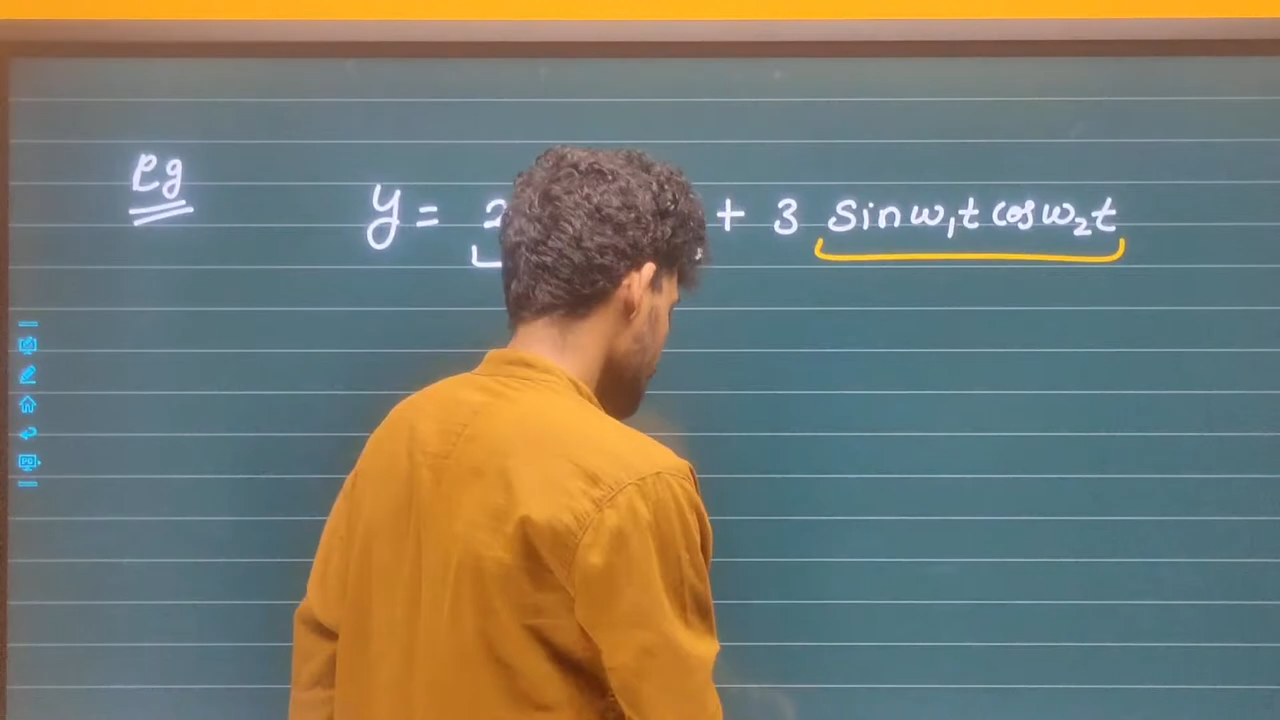 eg
y = 2 + 3 sinω₁t cosω₂t